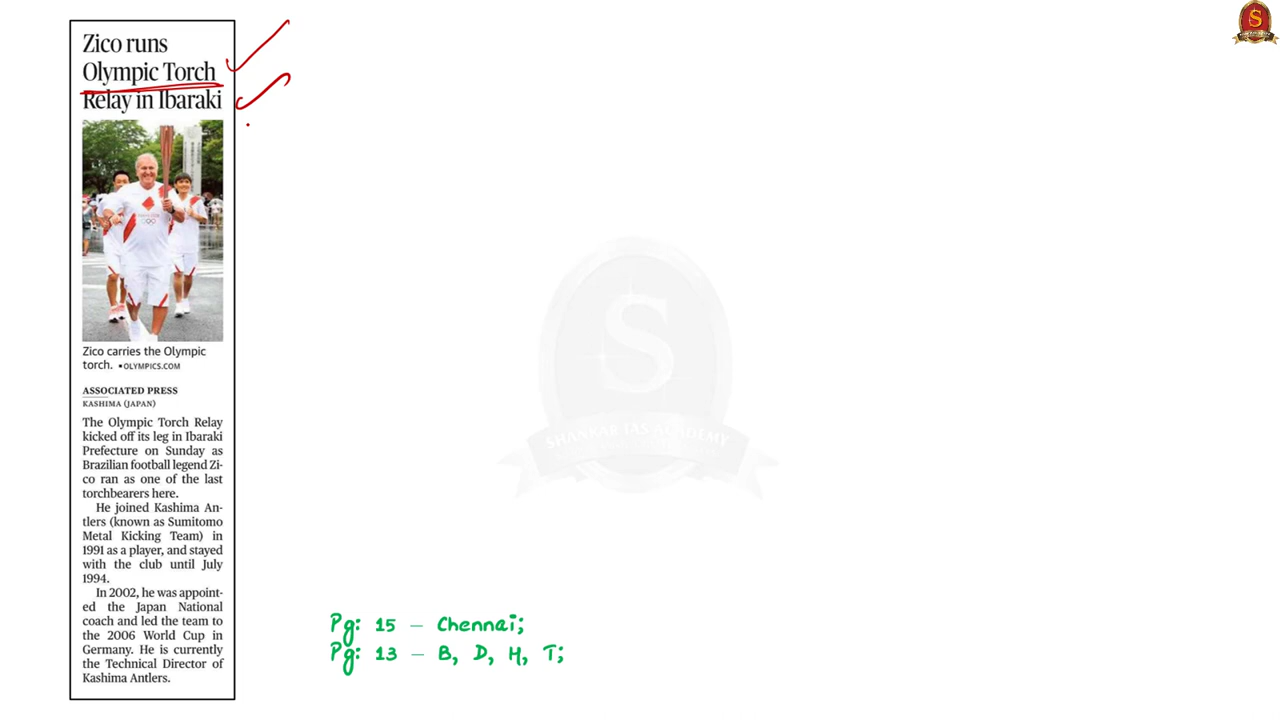 Zico runs
Olympic Torch
Relay in Ibaraki
Zico carries the Olympic
torch. •OLYMPICS.COM
ASSOCIATED PRESS
KASHIMA (JAPAN)
The Olympic Torch Relay
kicked off its leg in Ibaraki
Prefecture on Sunday as
Brazilian football legend Zi-
co ran as one of the last
torchbearers here.
He joined Kashima An-
tlers (known as Sumitomo
Metal Kicking Team) in
1991 as a player, and stayed
with the club until July
1994.
In 2002, he was appoint-
ed the Japan National
coach and led the team to
the 2006 World Cup in
Germany. He is currently
the Technical Director of
Kashima Antlers.
S
SHANKAR IAS ACADEMY
Pg: 15 – Chennai;
Pg: 13 – B, D, H, T;
S